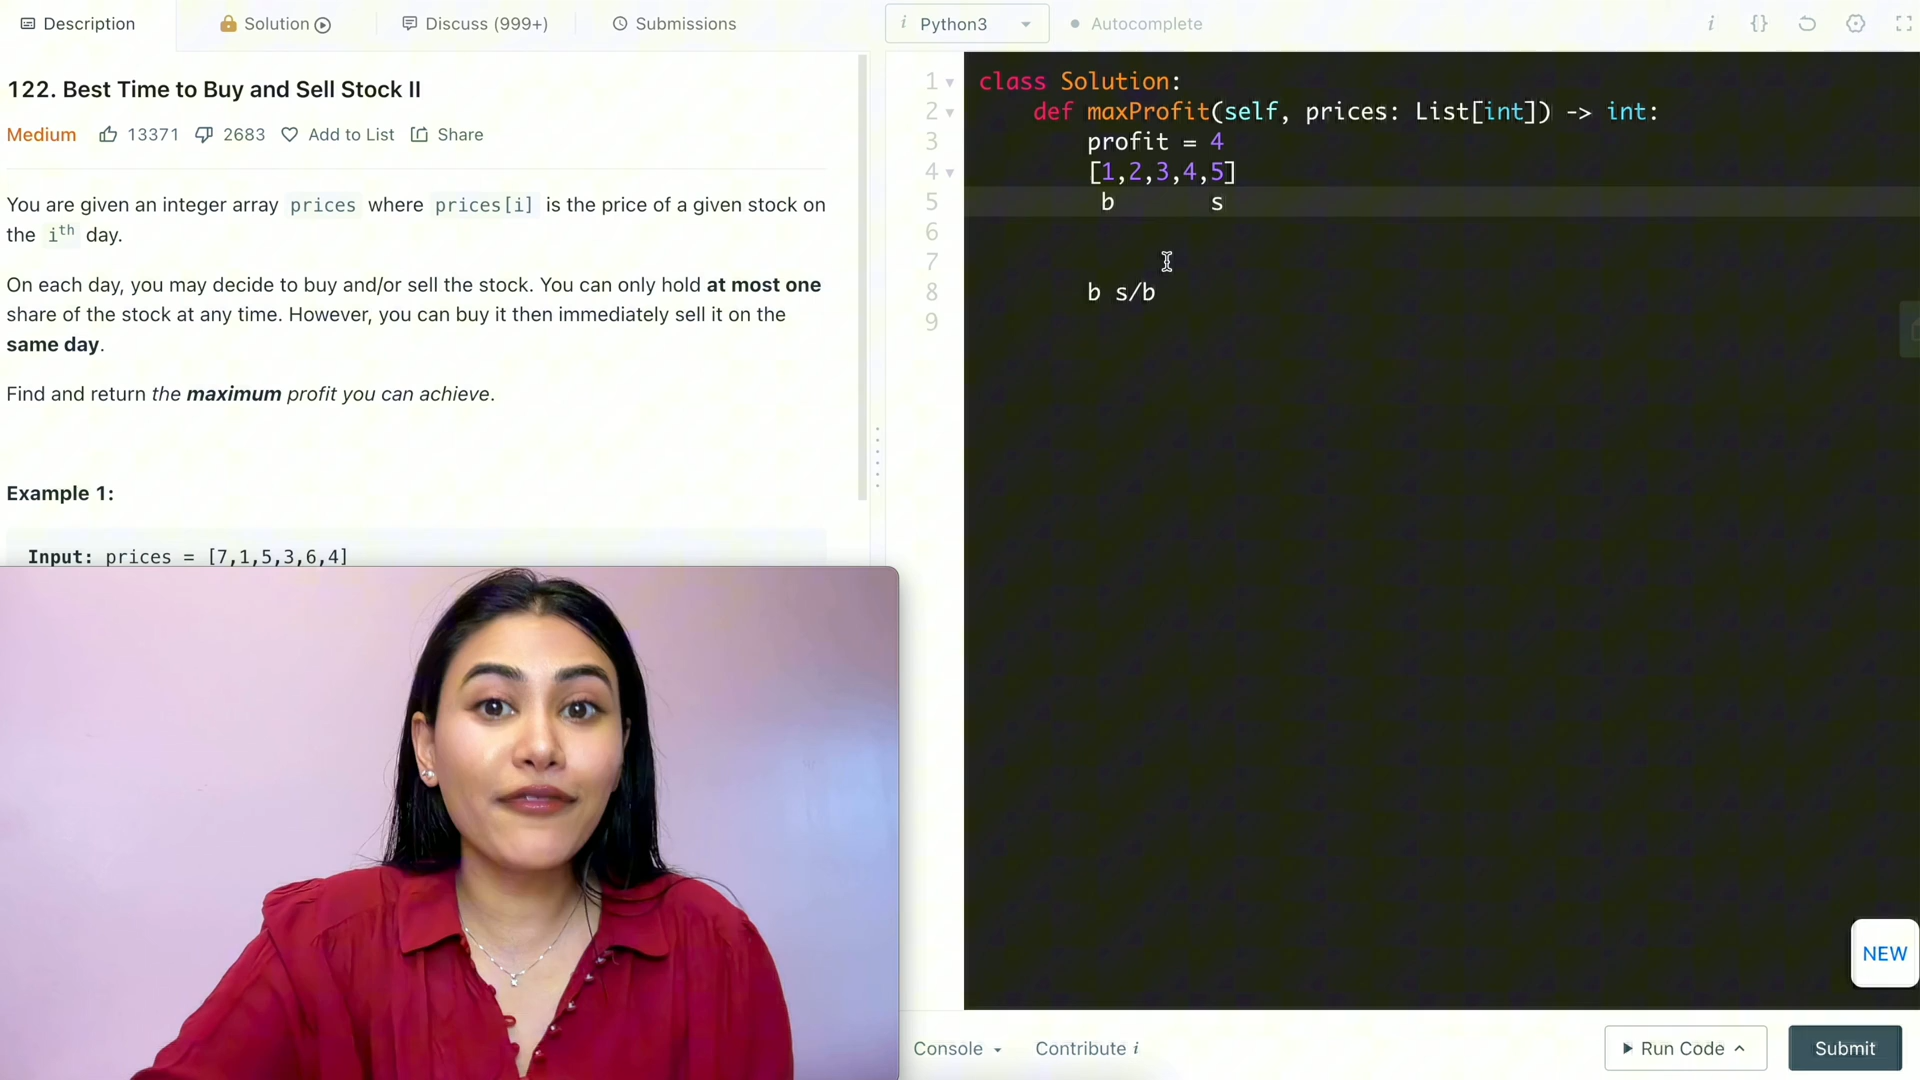 Description
Solution
Discuss (999+)
Submissions
i Python3
Autocomplete
i {}
122. Best Time to Buy and Sell Stock II
Medium 13371 2683 Add to List Share
You are given an integer array prices where prices[i] is the price of a given stock on
the ith day.
On each day, you may decide to buy and/or sell the stock. You can only hold at most one
share of the stock at any time. However, you can buy it then immediately sell it on the
same day.
Find and return the maximum profit you can achieve.
Example 1:
Input: prices = [7,1,5,3,6,4]
1 class Solution:
2 def maxProfit(self, prices: List[int]) -> int:
3 profit = 4
4 [1,2,3,4,5]
5 b s
6
7
8 b s/b
9
NEW
Console
Contribute i
Run Code
Submit